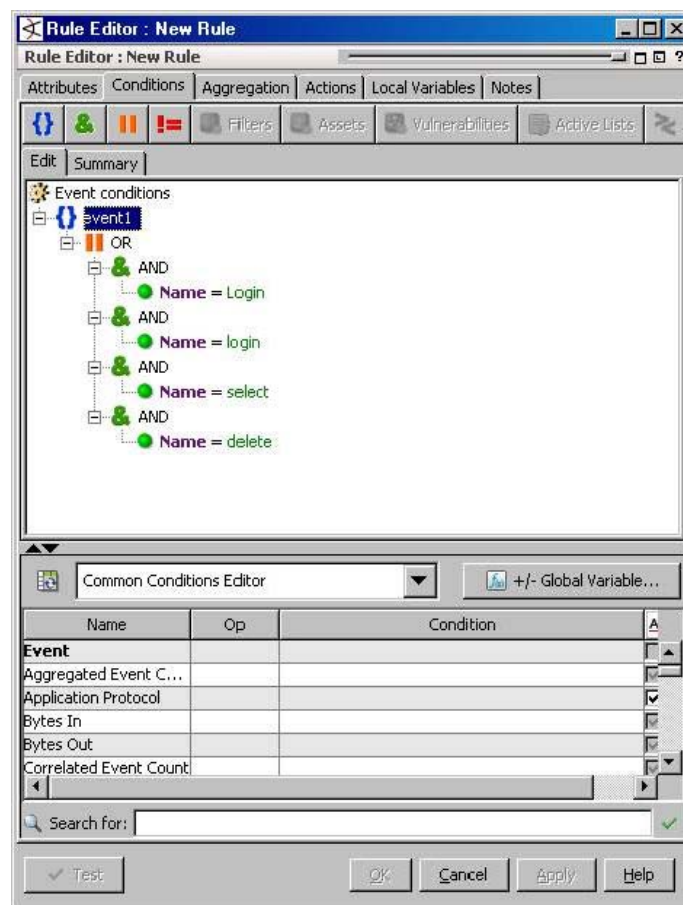 Rule Editor : New Rule
Rule Editor : New Rule
?
Attributes Conditions Aggregation Actions Local Variables Notes
{} & != Filters Assets Vulnerabilities Active Lists
Edit Summary
Event conditions
{} event1
OR
& AND
Name = Login
& AND
Name = login
& AND
Name = select
& AND
Name = delete
Common Conditions Editor +/- Global Variable...
Name Op Condition A
Event
Aggregated Event C...
Application Protocol
Bytes In
Bytes Out
Correlated Event Count
Search for:
Test OK Cancel Apply Help